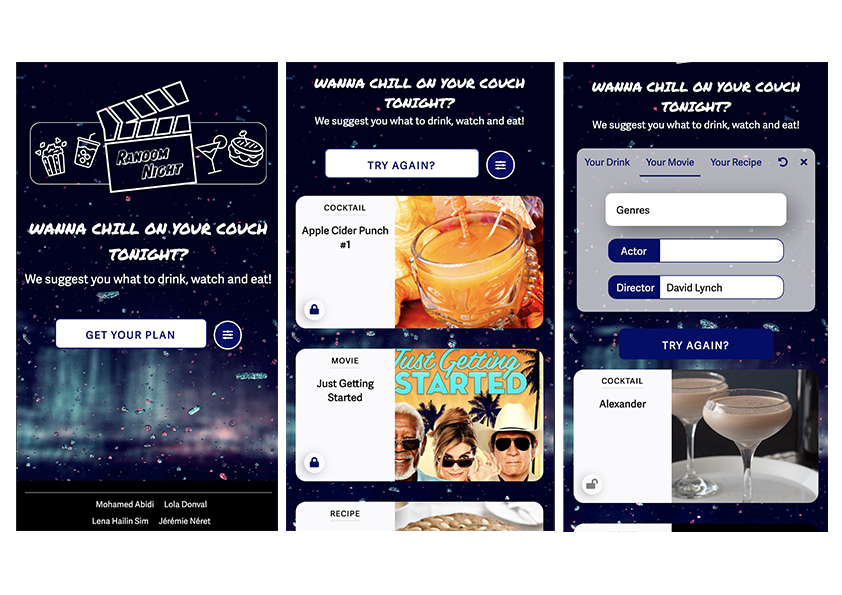 RANDOM
NIGHT
WANNA CHILL ON YOUR COUCH
TONIGHT?
We suggest you what to drink, watch and eat!
GET YOUR PLAN
Mohamed Abidi Lola Donval
Lena Hailin Sim Jérémie Néret
WANNA CHILL ON YOUR COUCH
TONIGHT?
We suggest you what to drink, watch and eat!
TRY AGAIN?
COCKTAIL
Apple Cider Punch
#1
MOVIE
Just Getting
Started
Just Getting
STARTED
RECIPE
WANNA CHILL ON YOUR COUCH
TONIGHT?
We suggest you what to drink, watch and eat!
Your Drink Your Movie Your Recipe
Genres
Actor
Director David Lynch
TRY AGAIN?
COCKTAIL
Alexander